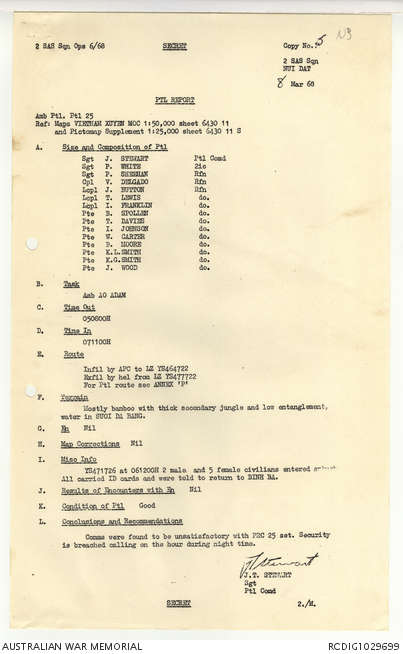 N3
2 SAS Sqn Ops 6/68 SECRET Copy No. 5
2 SAS Sqn
NUI DAT
8 Mar 68
PTL REPORT
Amb Ptl. Ptl 25
Ref: Maps VIETNAM XUYEN MOC 1:50,000 sheet 6430 11
and Pictomap Supplement 1:25,000 sheet 6430 11 S
A. Size and Composition of Ptl
Sgt J. STEWART Ptl Comd
Sgt P. WHITE 2ic
Sgt P. SHEEHAN Rfn
Cpl V. DELGADO Rfn
Lcpl J. HUTTON Rfn
Lcpl T. LEWIS do.
Lcpl I. FRANKLIN do.
Pte B. SPOLLEN do.
Pte T. DAVIES do.
Pte I. JOHNSON do.
Pte W. CARTER do.
Pte B. MOORE do.
Pte K.L.SMITH do.
Pte K.G.SMITH do.
Pte J. WOOD do.
B. Task
Amb AO ADAM
C. Time Out
050800H
D. Time In
071100H
E. Route
Infil by APC to LZ YS464722
Exfil by hel from LZ YS477722
For Ptl route see ANNEX 'P'
F. Terrain
Mostly bamboo with thick secondary jungle and low entanglement,
water in SUOI DA BANG.
G. En Nil
H. Map Corrections Nil
I. Misc Info
YS471726 at 061200H 2 male and 5 female civilians entered
All carried ID cards and were told to return to BINH BA.
J. Results of Encounters with En Nil
K. Condition of Ptl Good
L. Conclusions and Recommendations
Comms were found to be unsatisfactory with PRC 25 set. Security
is breached calling on the hour during night time.
J Stewart
J.T. STEWART
Sgt
Ptl Comd
SECRET 2./H.
AUSTRALIAN WAR MEMORIAL RCDIG1029699